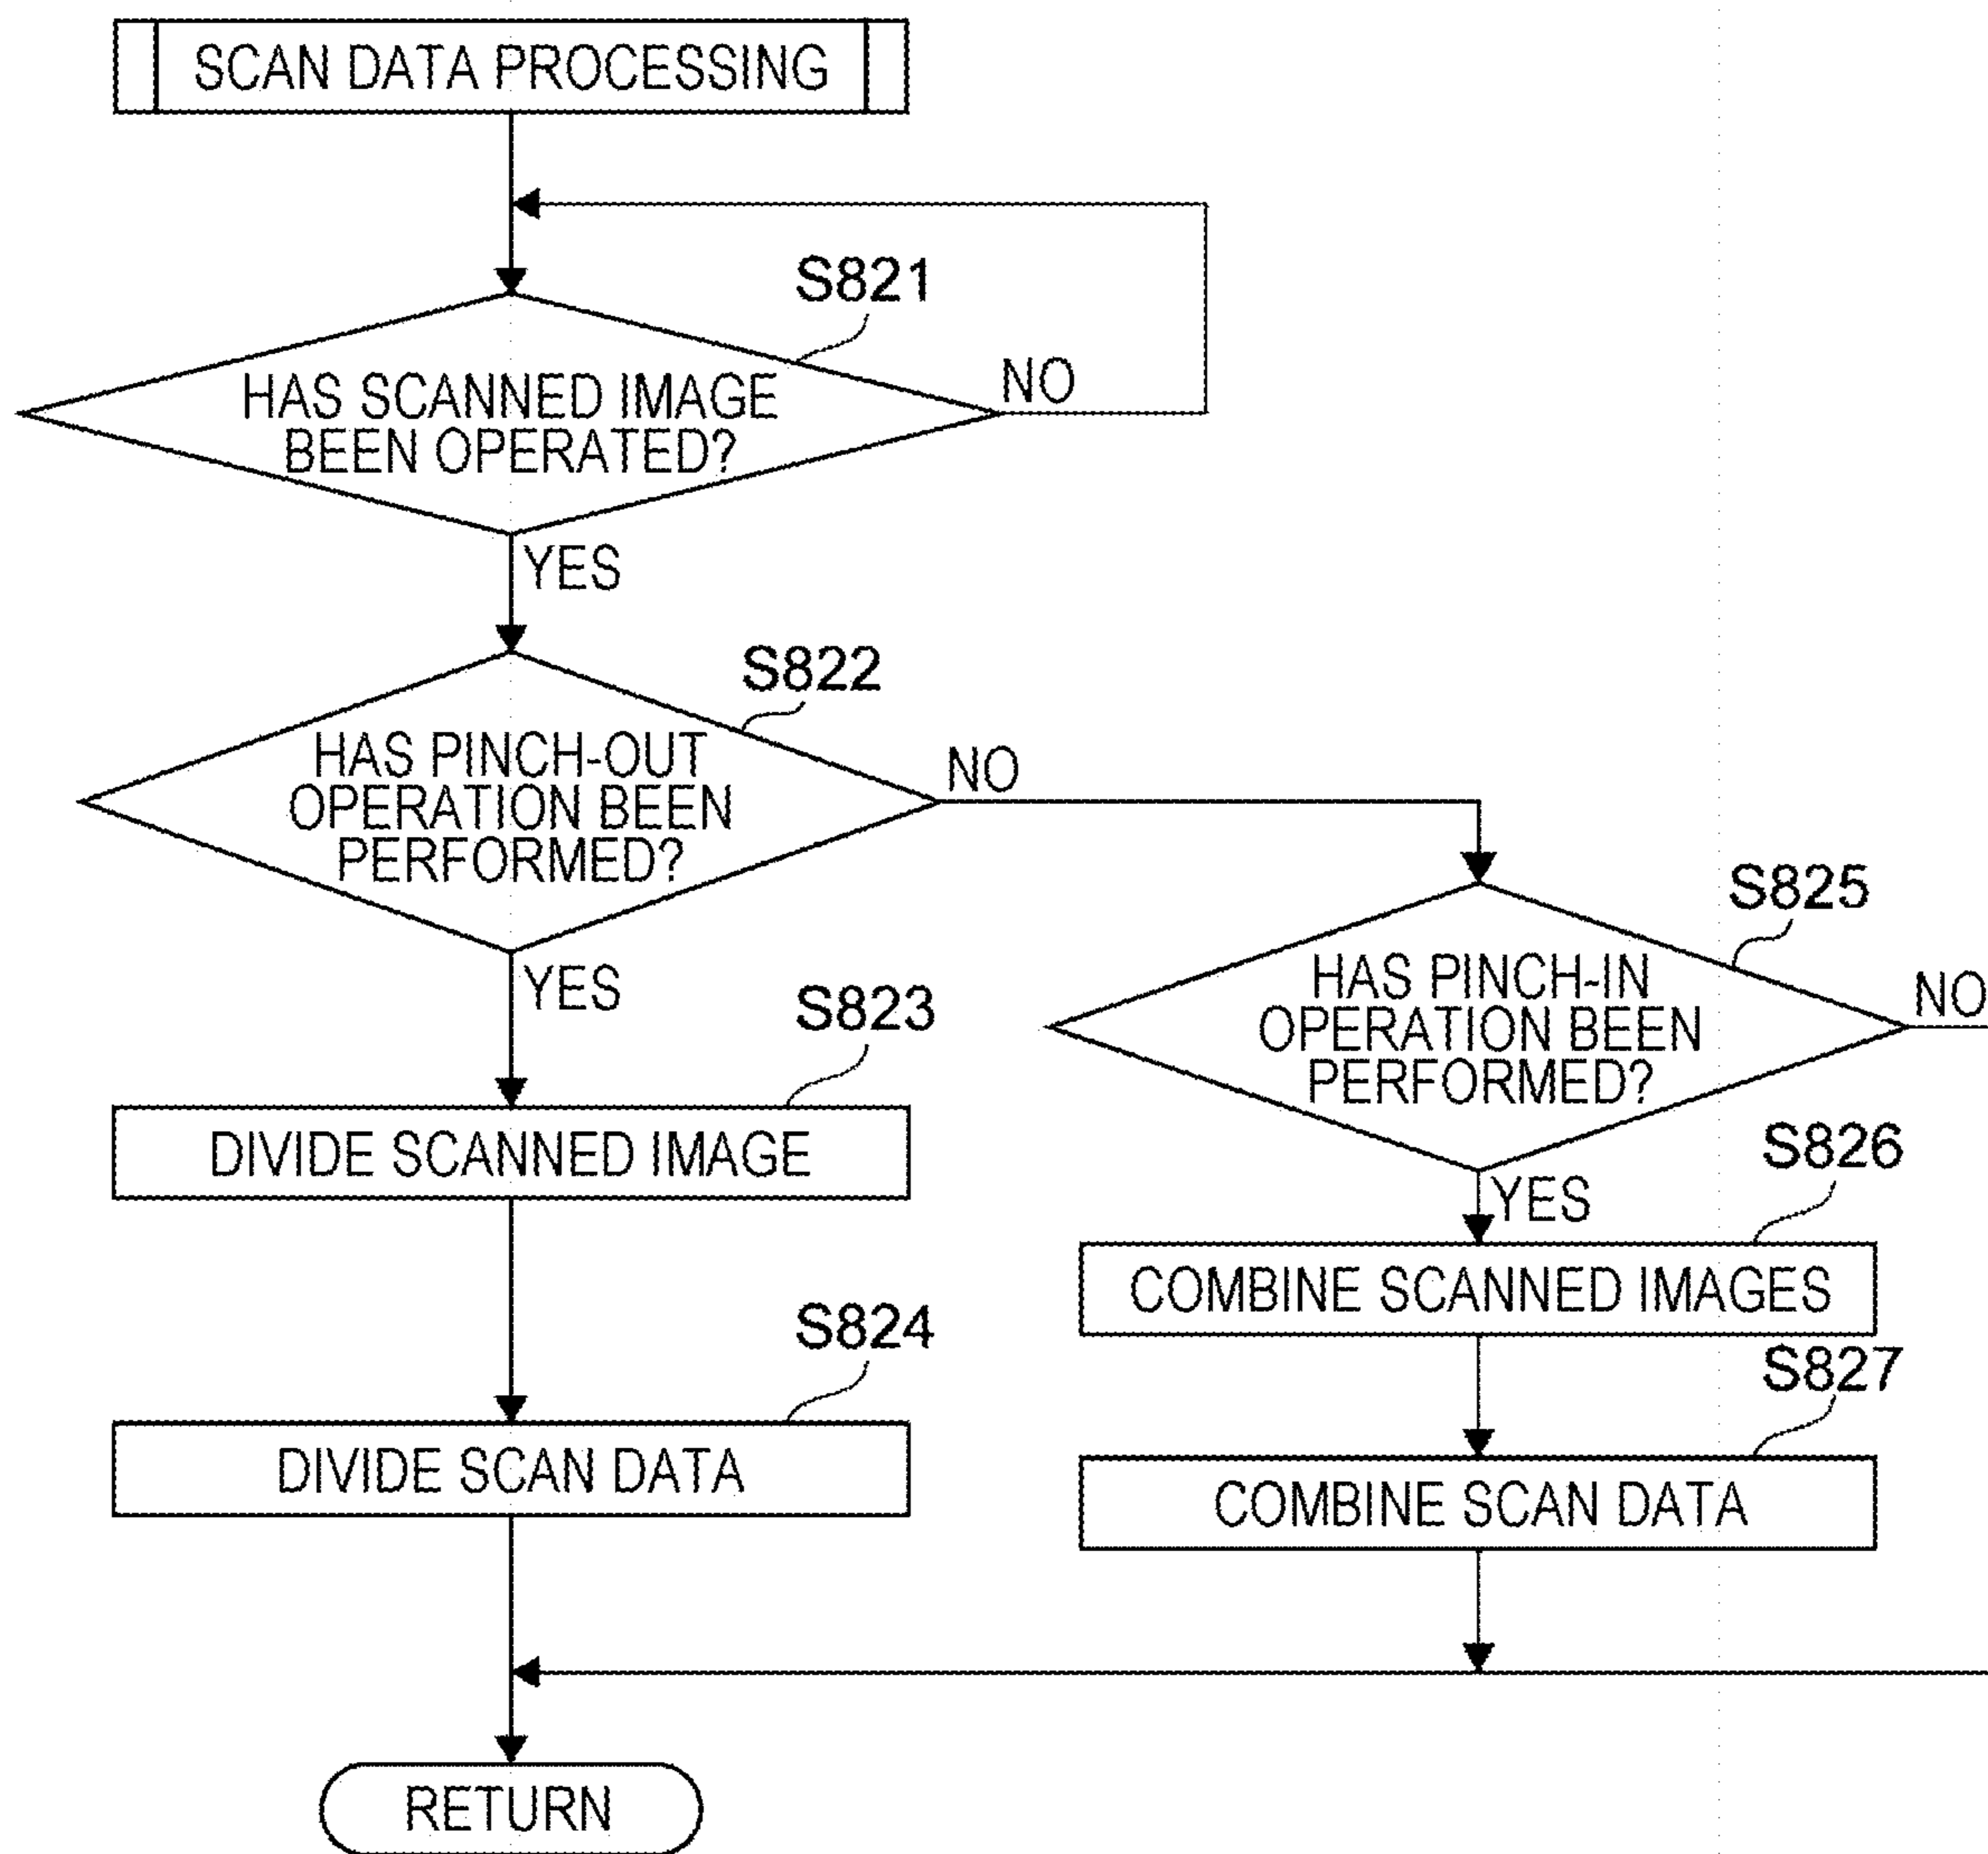 SCAN DATA PROCESSING
S821
HAS SCANNED IMAGE
BEEN OPERATED?
NO
YES
S822
HAS PINCH-OUT
OPERATION BEEN
PERFORMED?
NO
YES
S825
HAS PINCH-IN
OPERATION BEEN
PERFORMED?
NO
YES
S823
DIVIDE SCANNED IMAGE
S826
COMBINE SCANNED IMAGES
S824
DIVIDE SCAN DATA
S827
COMBINE SCAN DATA
RETURN